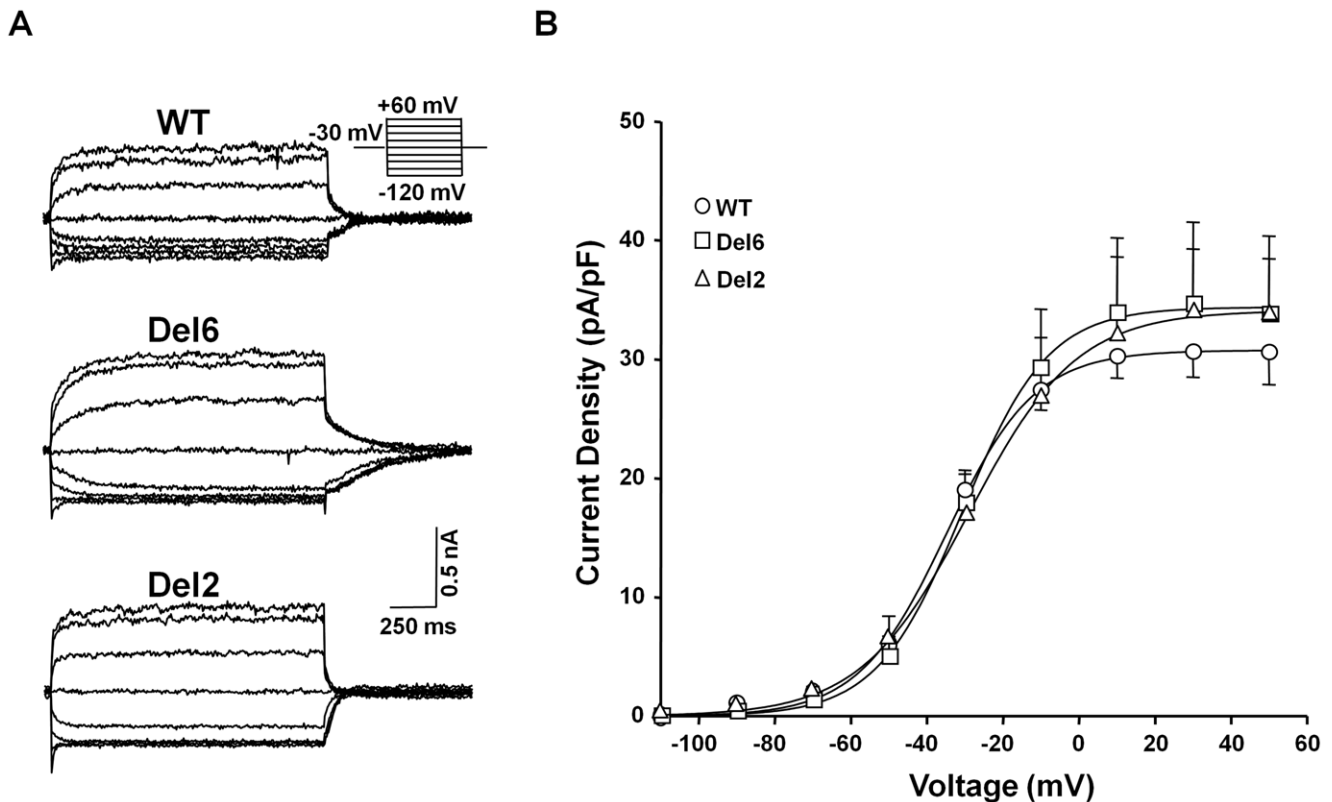 A
WT
+60 mV
-30 mV
-120 mV
Del6
0.5 nA
250 ms
Del2
B
Current Density (pA/pF)
50
40
30
20
10
0
WT
Del6
Del2
-100 -80 -60 -40 -20 0 20 40 60
Voltage (mV)